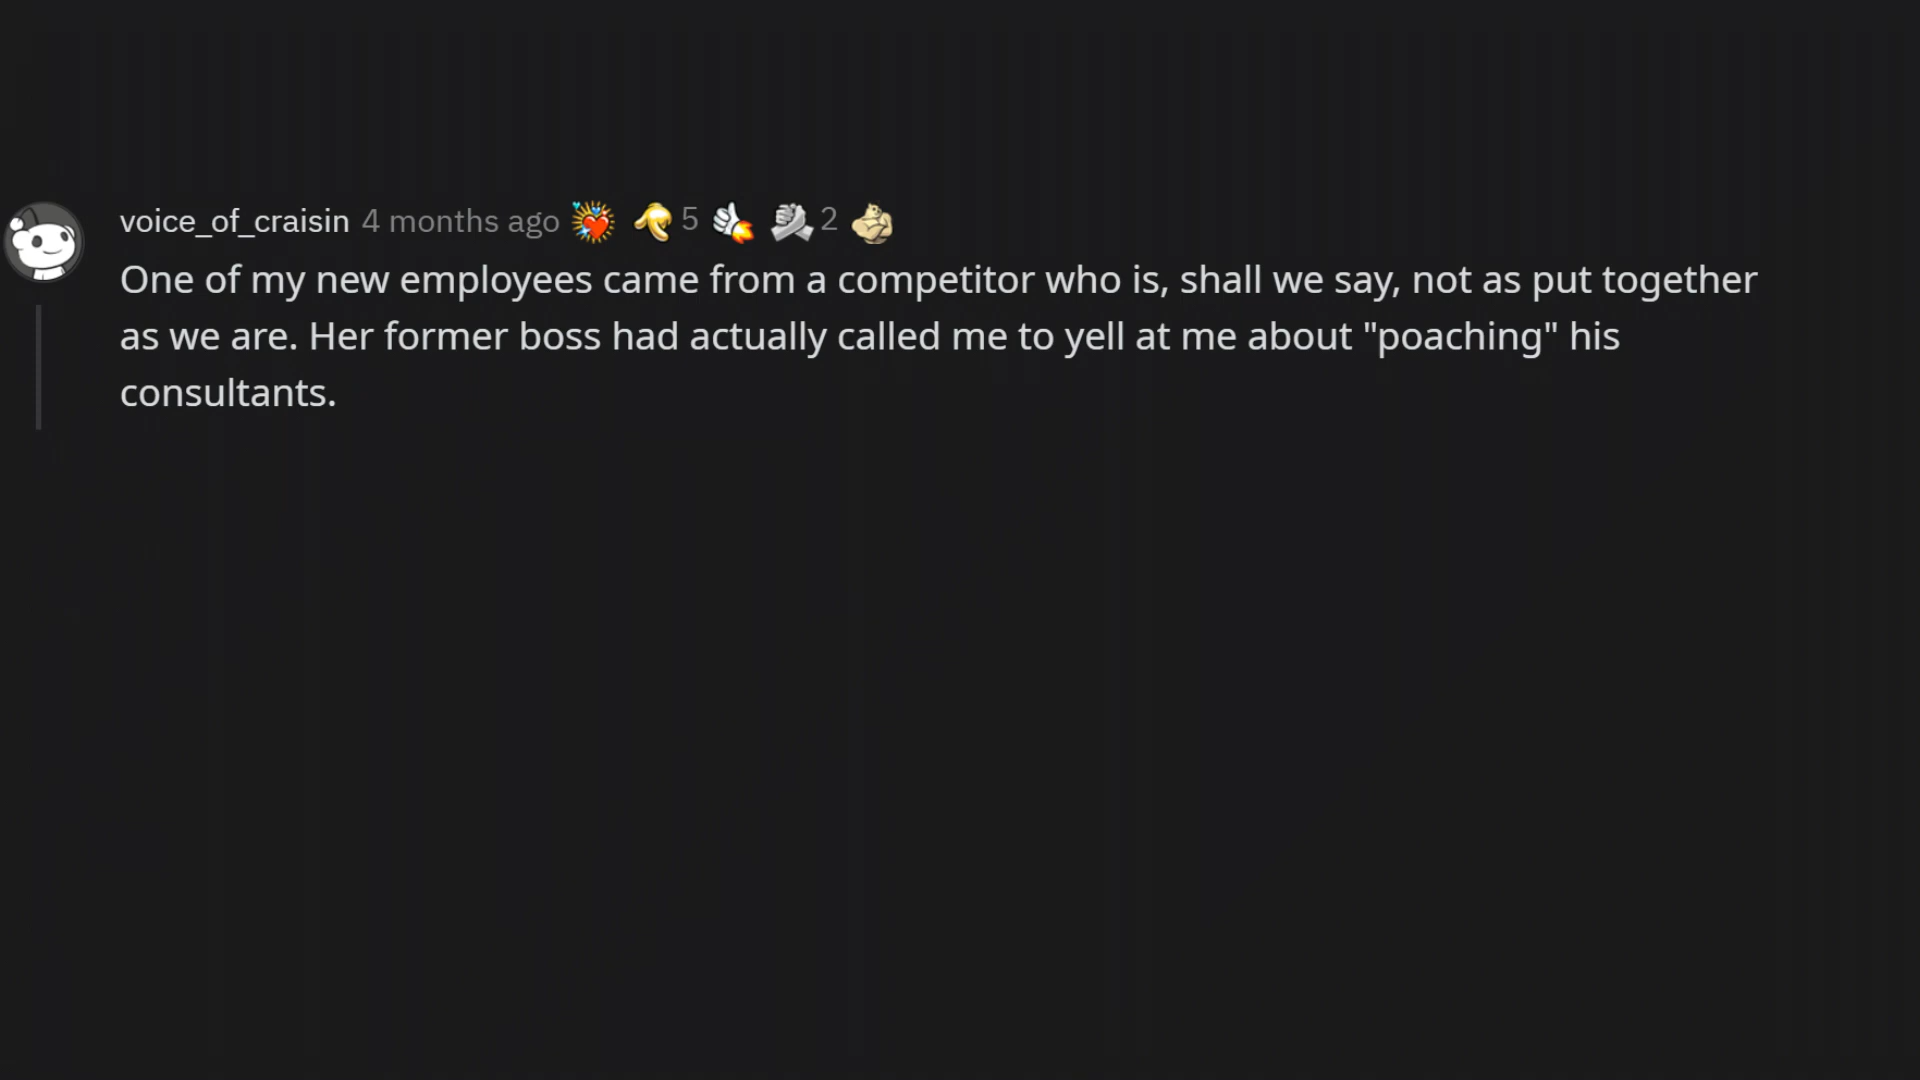 voice_of_craisin 4 months ago 5 2
One of my new employees came from a competitor who is, shall we say, not as put together
as we are. Her former boss had actually called me to yell at me about "poaching" his
consultants.